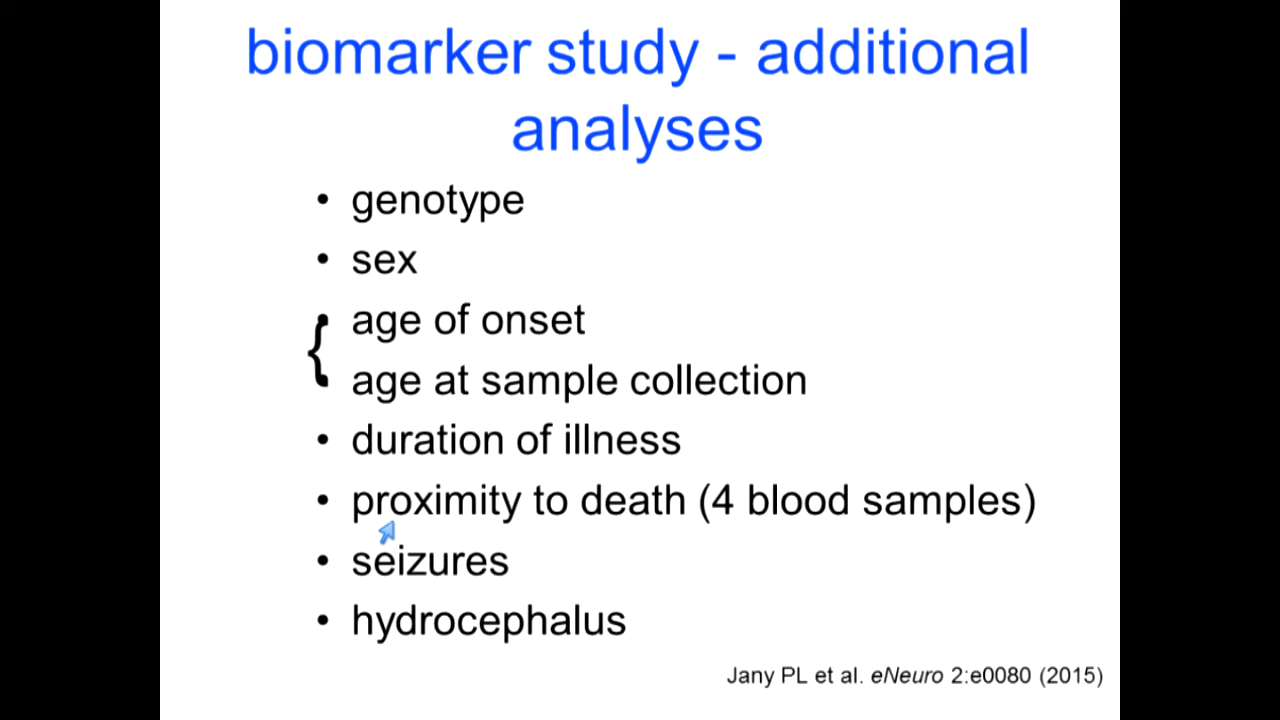 biomarker study - additional
analyses
• genotype
• sex
{ age of onset
age at sample collection
• duration of illness
• proximity to death (4 blood samples)
• seizures
• hydrocephalus
Jany PL et al. eNeuro 2:e0080 (2015)